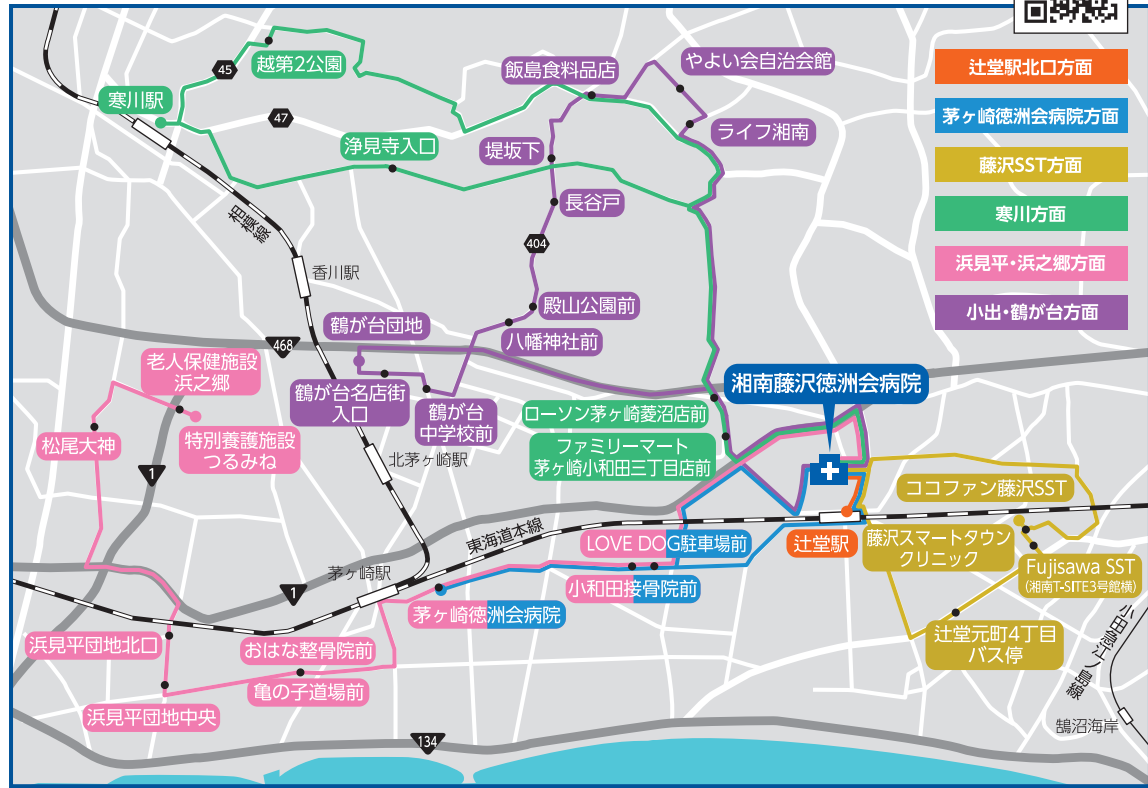 辻堂駅北口方面
茅ヶ崎徳洲会病院方面
藤沢SST方面
寒川方面
浜見平・浜之郷方面
小出・鶴が台方面
45
越第2公園
寒川駅
47
浄見寺入口
飯島食料品店
やよい会自治会館
ライフ湘南
堤坂下
長谷戸
404
相模線
香川駅
殿山公園前
八幡神社前
鶴が台団地
468
鶴が台名店街
入口
鶴が台
中学校前
老人保健施設
浜之郷
特別養護施設
つるみね
松尾大神
1
北茅ヶ崎駅
湘南藤沢徳洲会病院
ローソン茅ヶ崎菱沼店前
ファミリーマート
茅ヶ崎小和田三丁目店前
ココファン藤沢SST
東海道本線
LOVE DOG駐車場前
辻堂駅
藤沢スマートタウン
クリニック
Fujisawa SST
(湘南T-SITE3号館横)
茅ヶ崎駅
1
小和田接骨院前
茅ヶ崎徳洲会病院
辻堂元町4丁目
バス停
小田急江ノ島線
浜見平団地北口
おはな整骨院前
亀の子道場前
浜見平団地中央
134
鵠沼海岸